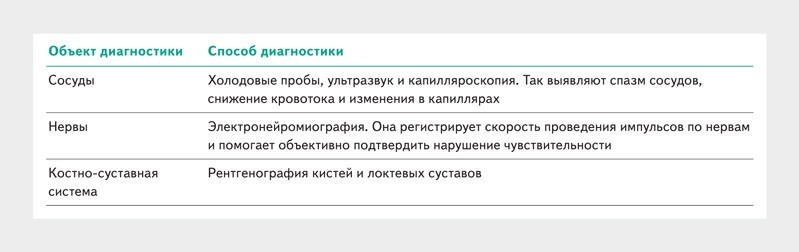 Объект диагностики Способ диагностики
Сосуды Холодовые пробы, ультразвук и капилляроскопия. Так выявляют спазм сосудов,
снижение кровотока и изменения в капиллярах
Нервы Электронейромиография. Она регистрирует скорость проведения импульсов по нервам
и помогает объективно подтвердить нарушение чувствительности
Костно-суставная Рентгенография кистей и локтевых суставов
система